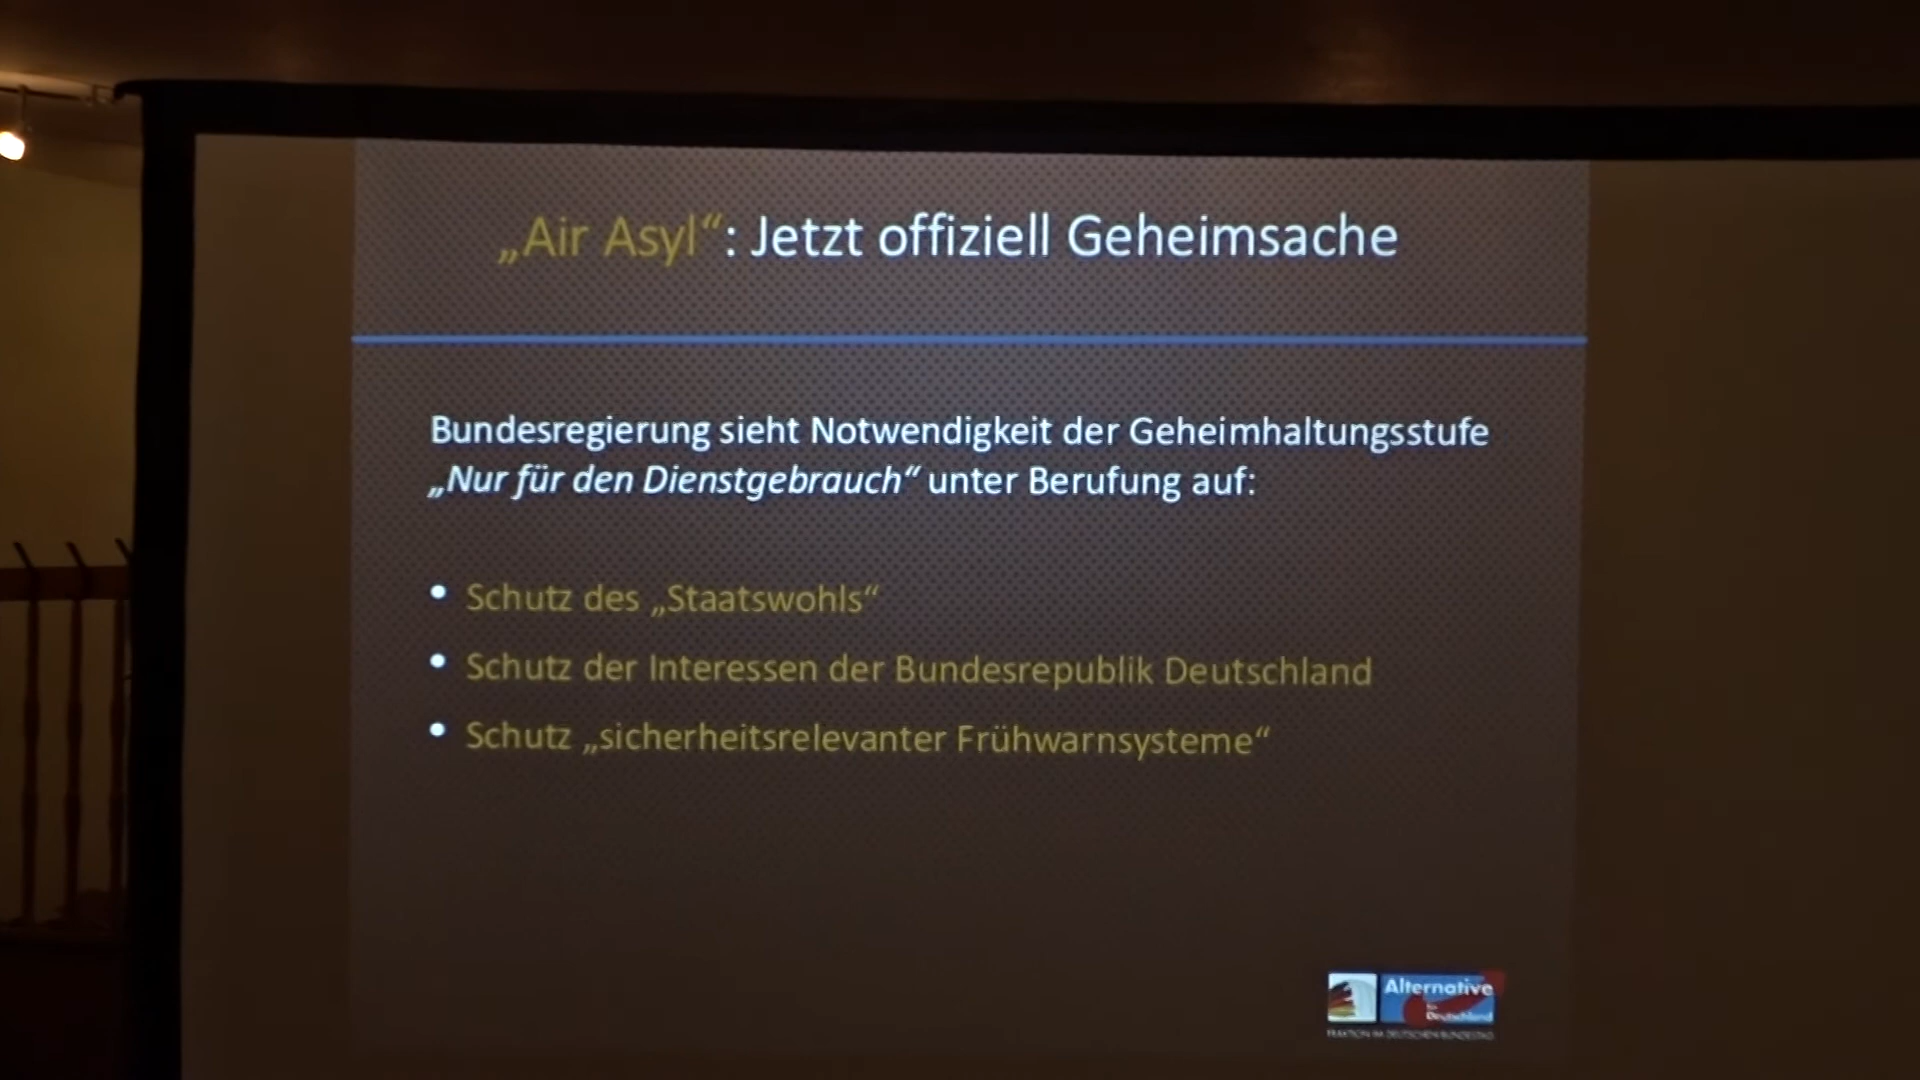 „Air Asyl“: Jetzt offiziell Geheimsache
Bundesregierung sieht Notwendigkeit der Geheimhaltungsstufe
„Nur für den Dienstgebrauch“ unter Berufung auf:
• Schutz des „Staatswohls“
• Schutz der Interessen der Bundesrepublik Deutschland
• Schutz „sicherheitsrelevanter Frühwarnsysteme“
Alternative
für
Deutschland
FRAKTION IM DEUTSCHEN BUNDESTAG